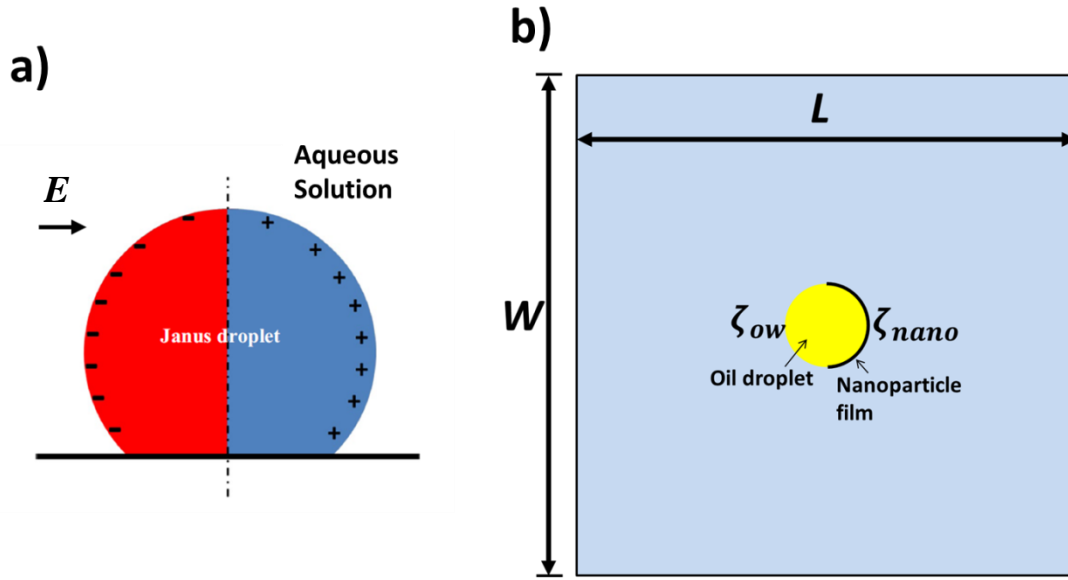 a)
E
Aqueous
Solution
Janus droplet
b)
L
W
ζow
ζnano
Oil droplet
Nanoparticle
film